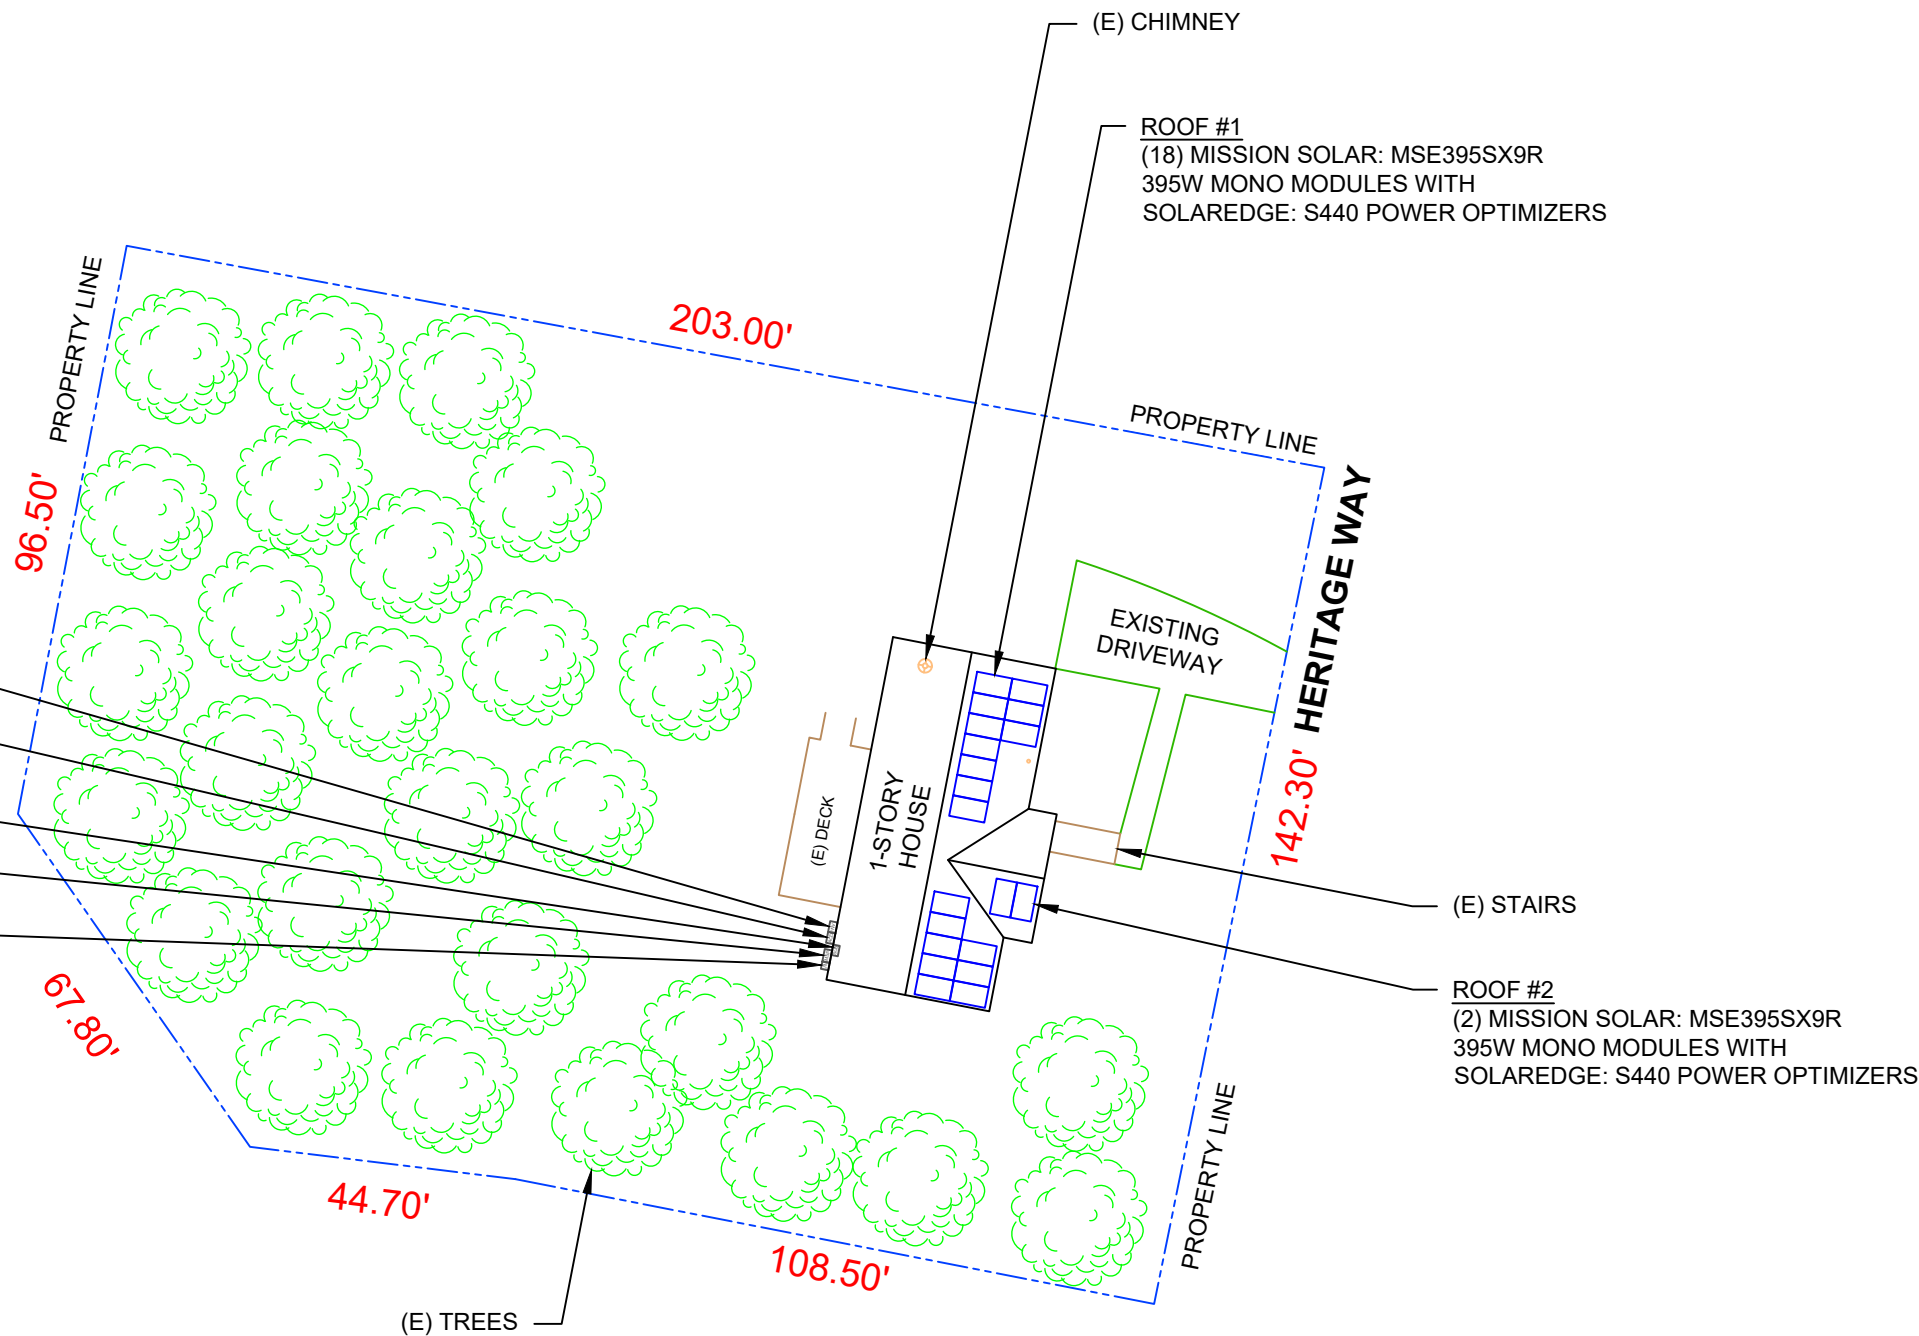 (E) CHIMNEY
ROOF #1
(18) MISSION SOLAR: MSE395SX9R
395W MONO MODULES WITH
SOLAREDGE: S440 POWER OPTIMIZERS
PROPERTY LINE
203.00'
PROPERTY LINE
96.50'
HERITAGE WAY
EXISTING
DRIVEWAY
142.30'
(E) DECK
1-STORY
HOUSE
(E) STAIRS
ROOF #2
(2) MISSION SOLAR: MSE395SX9R
395W MONO MODULES WITH
SOLAREDGE: S440 POWER OPTIMIZERS
67.80'
PROPERTY LINE
44.70'
108.50'
(E) TREES